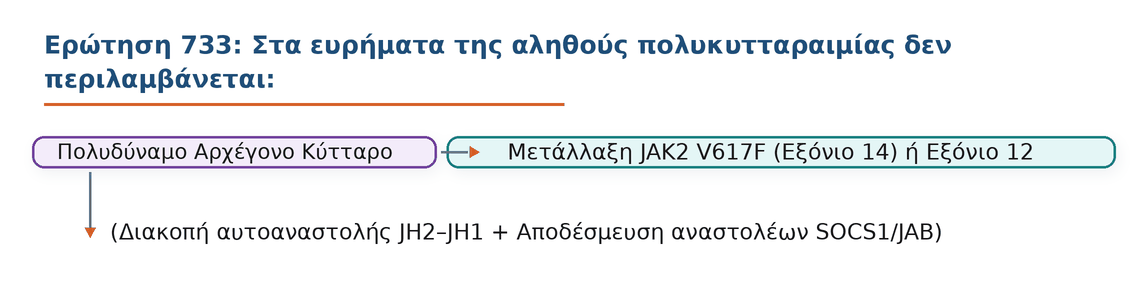 Ερώτηση 733: Στα ευρήματα της αληθούς πολυκυτταραιμίας δεν
περιλαμβάνεται:
Πολυδύναμο Αρχέγονο Κύτταρο
Μετάλλαξη JAK2 V617F (Εξόνιο 14) ή Εξόνιο 12
(Διακοπή αυτοαναστολής JH2–JH1 + Αποδέσμευση αναστολέων SOCS1/JAB)